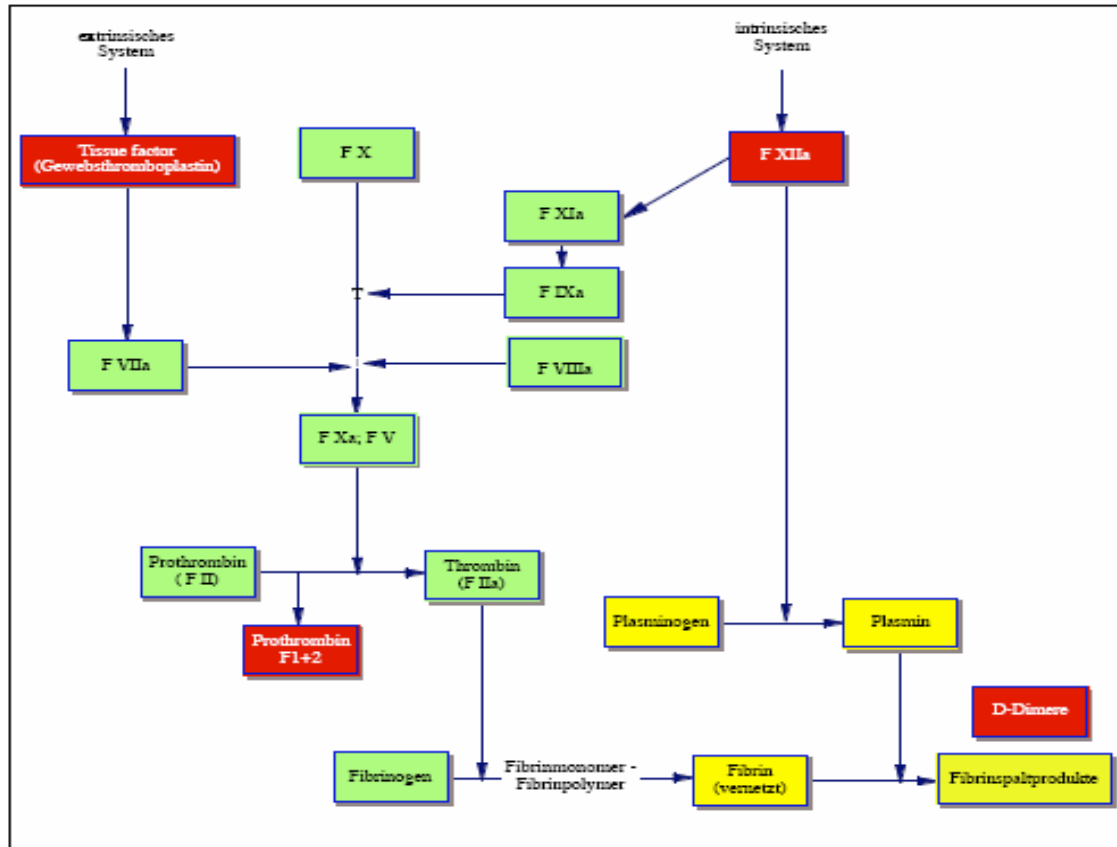 extrinsisches
System
intrinsisches
System
Tissue factor
(Gewebsthromboplastin)
F X
F XIIa
F XIa
F IXa
F VIIa
F VIIIa
F Xa; F V
Prothrombin
( F II)
Thrombin
(F IIa)
Prothrombin
F1+2
Plasminogen
Plasmin
D-Dimere
Fibrinogen
Fibrinmonomer -
Fibrinpolymer
Fibrin
(vernetzt)
Fibrinspaltprodukte